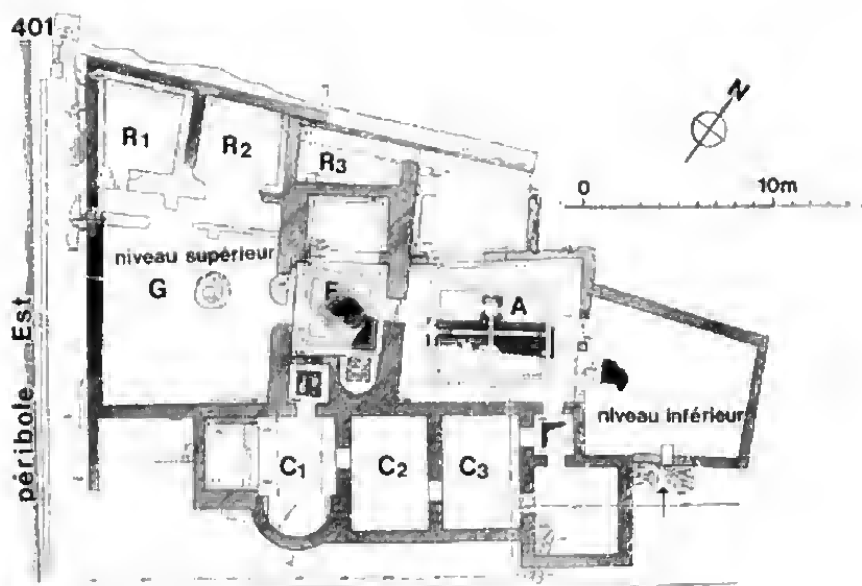 401
N
R1
R2
R3
0 10m
niveau supérieur
G
F
A
péribole Est
niveau inférieur
C1
C2
C3